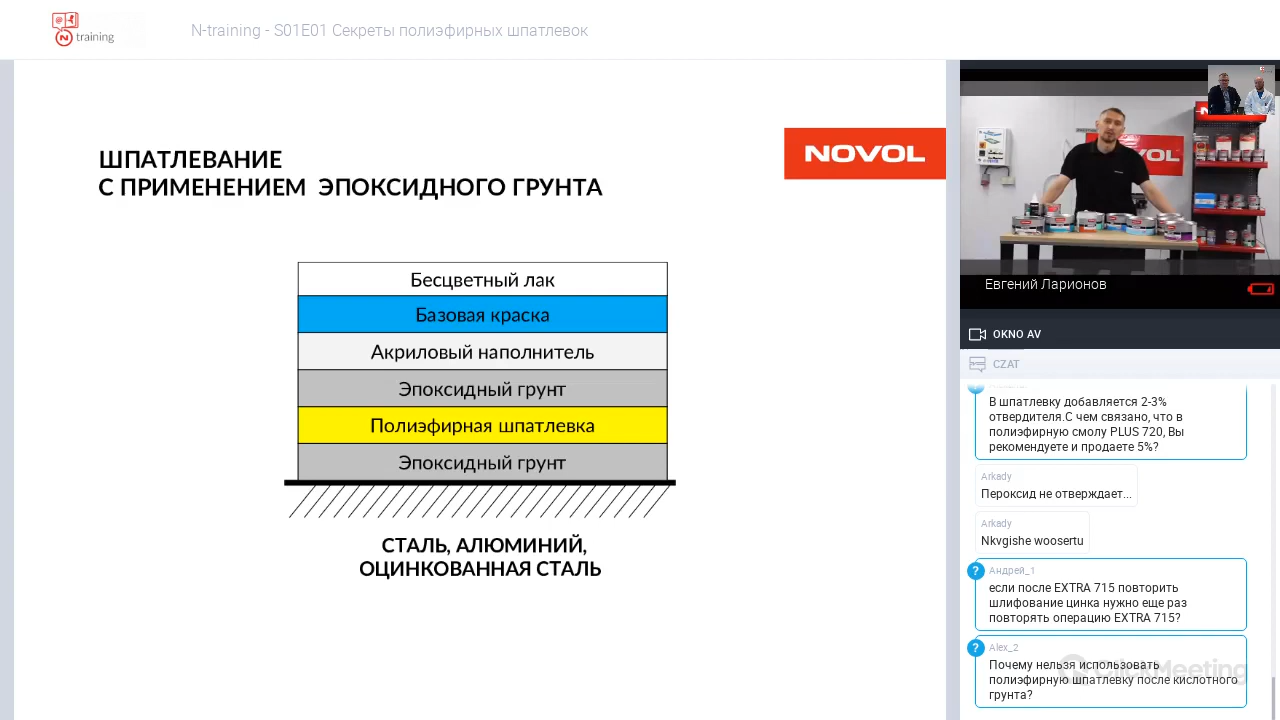 training
N-training - S01E01 Секреты полиэфирных шпатлевок
ШПАТЛЕВАНИЕ
С ПРИМЕНЕНИЕМ ЭПОКСИДНОГО ГРУНТА
NOVOL
Бесцветный лак
Базовая краска
Акриловый наполнитель
Эпоксидный грунт
Полиэфирная шпатлевка
Эпоксидный грунт
СТАЛЬ, АЛЮМИНИЙ,
ОЦИНКОВАННАЯ СТАЛЬ
Евгений Ларионов
OKNO AV
CZAT
В шпатлевку добавляется 2-3%
отвердителя.С чем связано, что в
полиэфирную смолу PLUS 720, Вы
рекомендуете и продаете 5%?
Arkady
Пероксид не отверждает...
Arkady
Nkvgishe woosertu
Андрей_1
если после EXTRA 715 повторить
шлифование цинка нужно еще раз
повторять операцию EXTRA 715?
Alex_2
Почему нельзя использовать
полиэфирную шпатлевку после кислотного
грунта?
ClickMeeting